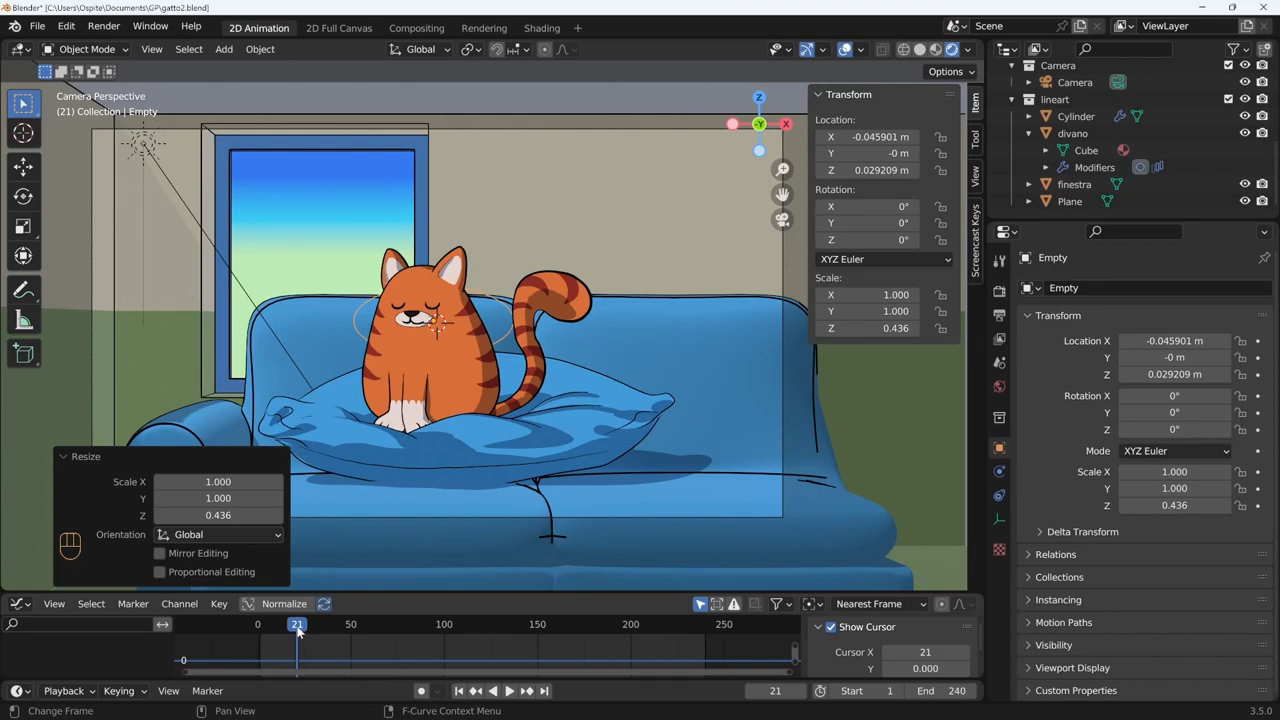 Blender* [C:\Users\Ospite\Documents\GP\gatto2.blend]
File Edit Render Window Help 2D Animation 2D Full Canvas Compositing Rendering Shading + Scene ViewLayer
Object Mode View Select Add Object Global
Options
Camera Perspective
(21) Collection | Empty
Z
X
-Y
Transform
Location:
X -0.045901 m
Y -0 m
Z 0.029209 m
Rotation:
X 0°
Y 0°
Z 0°
XYZ Euler
Scale:
X 1.000
Y 1.000
Z 0.436
Item
Tool
View
Screencast Keys
Camera
Camera
lineart
Cylinder
divano
Cube
Modifiers
finestra
Plane
Empty
Empty
Transform
Location X -0.045901 m
Y -0 m
Z 0.029209 m
Rotation X 0°
Y 0°
Z 0°
Mode XYZ Euler
Scale X 1.000
Y 1.000
Z 0.436
Delta Transform
Relations
Collections
Instancing
Motion Paths
Visibility
Viewport Display
Custom Properties
Resize
Scale X 1.000
Y 1.000
Z 0.436
Orientation Global
Mirror Editing
Proportional Editing
View Select Marker Channel Key Normalize Nearest Frame
0 21 50 100 150 200 250
0
Show Cursor
Cursor X 21
Y 0.000
Playback Keying View Marker 21 Start 1 End 240
Change Frame Pan View F-Curve Context Menu 3.5.0